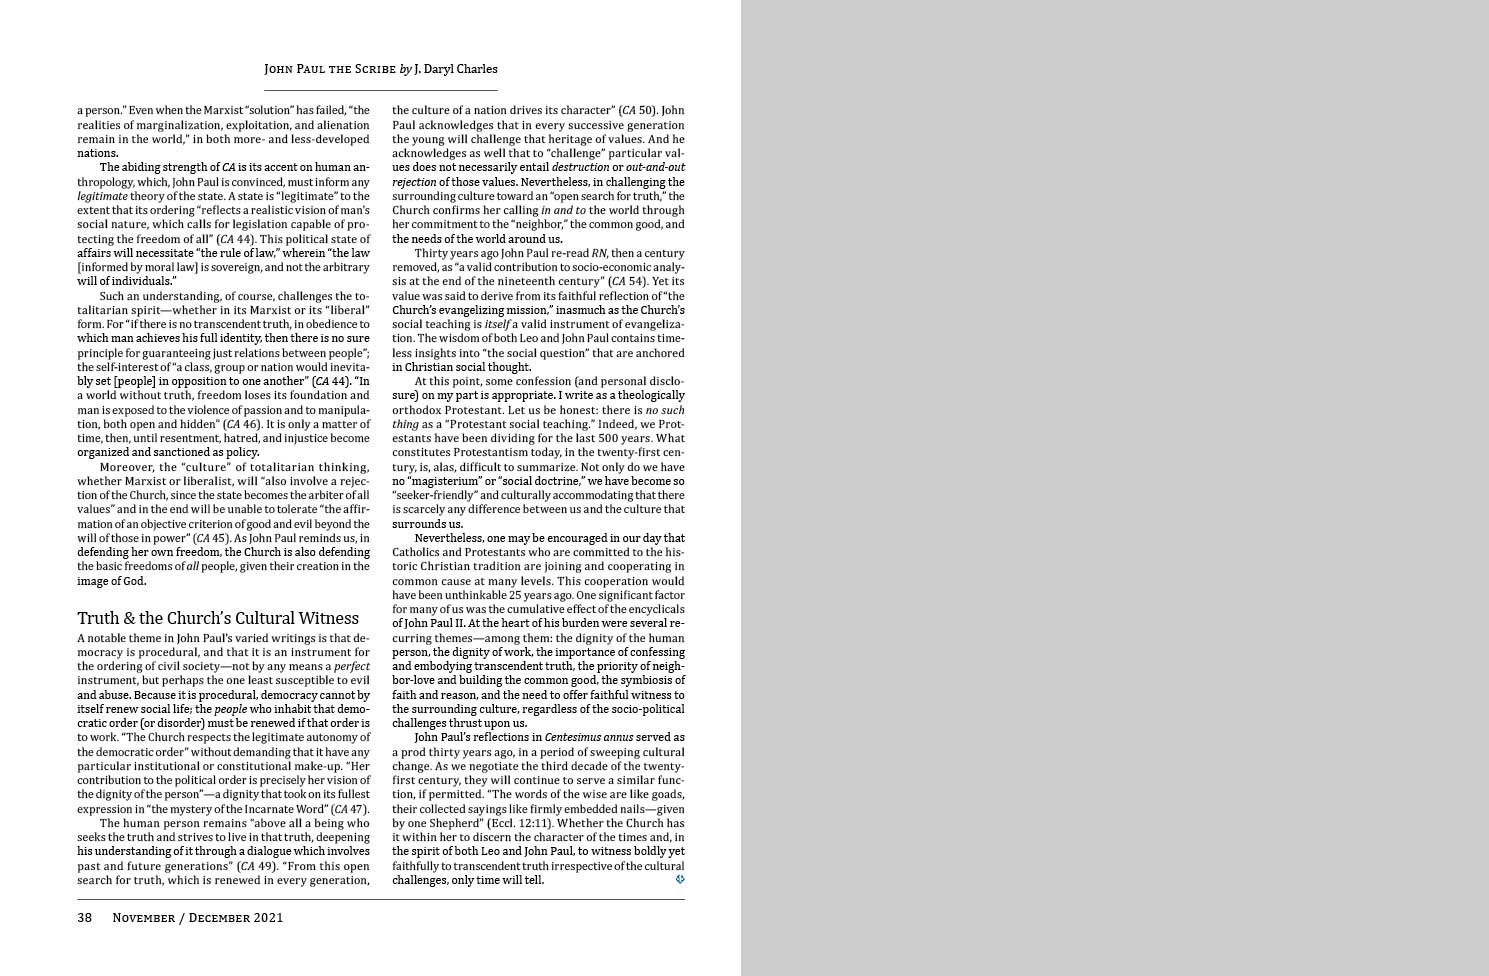 JOHN PAUL THE SCRIBE by J. Daryl Charles
a person.” Even when the Marxist “solution” has failed, “the
realities of marginalization, exploitation, and alienation
remain in the world,” in both more- and less-developed
nations.
The abiding strength of CA is its accent on human an-
thropology, which, John Paul is convinced, must inform any
legitimate theory of the state. A state is “legitimate” to the
extent that its ordering “reflects a realistic vision of man’s
social nature, which calls for legislation capable of pro-
tecting the freedom of all” (CA 44). This political state of
affairs will necessitate “the rule of law,” wherein “the law
[informed by moral law] is sovereign, and not the arbitrary
will of individuals.”
Such an understanding, of course, challenges the to-
talitarian spirit—whether in its Marxist or its “liberal”
form. For “if there is no transcendent truth, in obedience to
which man achieves his full identity, then there is no sure
principle for guaranteeing just relations between people”;
the self-interest of “a class, group or nation would inevita-
bly set [people] in opposition to one another” (CA 44). “In
a world without truth, freedom loses its foundation and
man is exposed to the violence of passion and to manipula-
tion, both open and hidden” (CA 46). It is only a matter of
time, then, until resentment, hatred, and injustice become
organized and sanctioned as policy.
Moreover, the “culture” of totalitarian thinking,
whether Marxist or liberalist, will “also involve a rejec-
tion of the Church, since the state becomes the arbiter of all
values” and in the end will be unable to tolerate “the affir-
mation of an objective criterion of good and evil beyond the
will of those in power” (CA 45). As John Paul reminds us, in
defending her own freedom, the Church is also defending
the basic freedoms of all people, given their creation in the
image of God.
Truth & the Church’s Cultural Witness
A notable theme in John Paul’s varied writings is that de-
mocracy is procedural, and that it is an instrument for
the ordering of civil society—not by any means a perfect
instrument, but perhaps the one least susceptible to evil
and abuse. Because it is procedural, democracy cannot by
itself renew social life; the people who inhabit that demo-
cratic order (or disorder) must be renewed if that order is
to work. “The Church respects the legitimate autonomy of
the democratic order” without demanding that it have any
particular institutional or constitutional make-up. “Her
contribution to the political order is precisely her vision of
the dignity of the person”—a dignity that took on its fullest
expression in “the mystery of the Incarnate Word” (CA 47).
The human person remains “above all a being who
seeks the truth and strives to live in that truth, deepening
his understanding of it through a dialogue which involves
past and future generations” (CA 49). “From this open
search for truth, which is renewed in every generation,
the culture of a nation drives its character” (CA 50). John
Paul acknowledges that in every successive generation
the young will challenge that heritage of values. And he
acknowledges as well that to “challenge” particular val-
ues does not necessarily entail destruction or out-and-out
rejection of those values. Nevertheless, in challenging the
surrounding culture toward an “open search for truth,” the
Church confirms her calling in and to the world through
her commitment to the “neighbor,” the common good, and
the needs of the world around us.
Thirty years ago John Paul re-read RN, then a century
removed, as “a valid contribution to socio-economic analy-
sis at the end of the nineteenth century” (CA 54). Yet its
value was said to derive from its faithful reflection of “the
Church’s evangelizing mission,” inasmuch as the Church’s
social teaching is itself a valid instrument of evangeliza-
tion. The wisdom of both Leo and John Paul contains time-
less insights into “the social question” that are anchored
in Christian social thought.
At this point, some confession (and personal disclo-
sure) on my part is appropriate. I write as a theologically
orthodox Protestant. Let us be honest: there is no such
thing as a “Protestant social teaching.” Indeed, we Prot-
estants have been dividing for the last 500 years. What
constitutes Protestantism today, in the twenty-first cen-
tury, is, alas, difficult to summarize. Not only do we have
no “magisterium” or “social doctrine,” we have become so
“seeker-friendly” and culturally accommodating that there
is scarcely any difference between us and the culture that
surrounds us.
Nevertheless, one may be encouraged in our day that
Catholics and Protestants who are committed to the his-
toric Christian tradition are joining and cooperating in
common cause at many levels. This cooperation would
have been unthinkable 25 years ago. One significant factor
for many of us was the cumulative effect of the encyclicals
of John Paul II. At the heart of his burden were several re-
curring themes—among them: the dignity of the human
person, the dignity of work, the importance of confessing
and embodying transcendent truth, the priority of neigh-
bor-love and building the common good, the symbiosis of
faith and reason, and the need to offer faithful witness to
the surrounding culture, regardless of the socio-political
challenges thrust upon us.
John Paul’s reflections in Centesimus annus served as
a prod thirty years ago, in a period of sweeping cultural
change. As we negotiate the third decade of the twenty-
first century, they will continue to serve a similar func-
tion, if permitted. “The words of the wise are like goads,
their collected sayings like firmly embedded nails—given
by one Shepherd” (Eccl. 12:11). Whether the Church has
it within her to discern the character of the times and, in
the spirit of both Leo and John Paul, to witness boldly yet
faithfully to transcendent truth irrespective of the cultural
challenges, only time will tell.
38 NOVEMBER / DECEMBER 2021